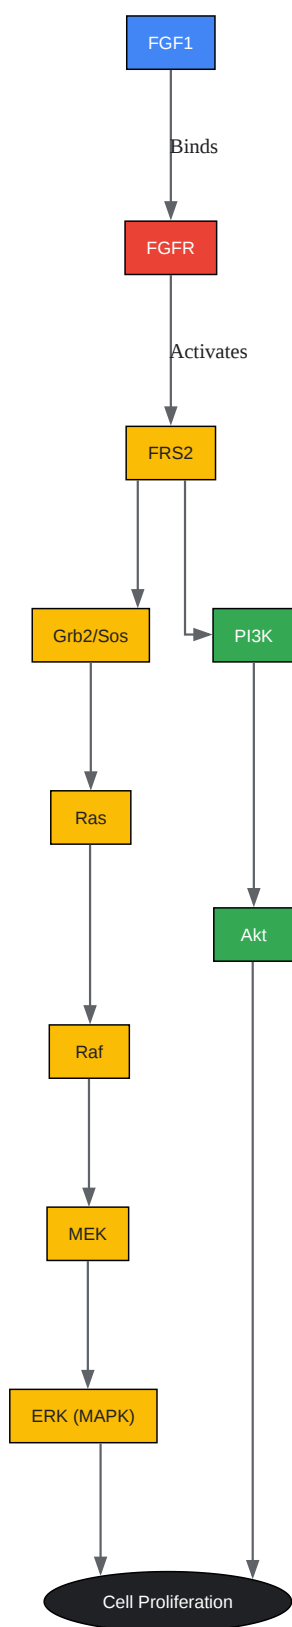 FGF1
Binds
FGFR
Activates
FRS2
Grb2/Sos
PI3K
Ras
Akt
Raf
MEK
ERK (MAPK)
Cell Proliferation